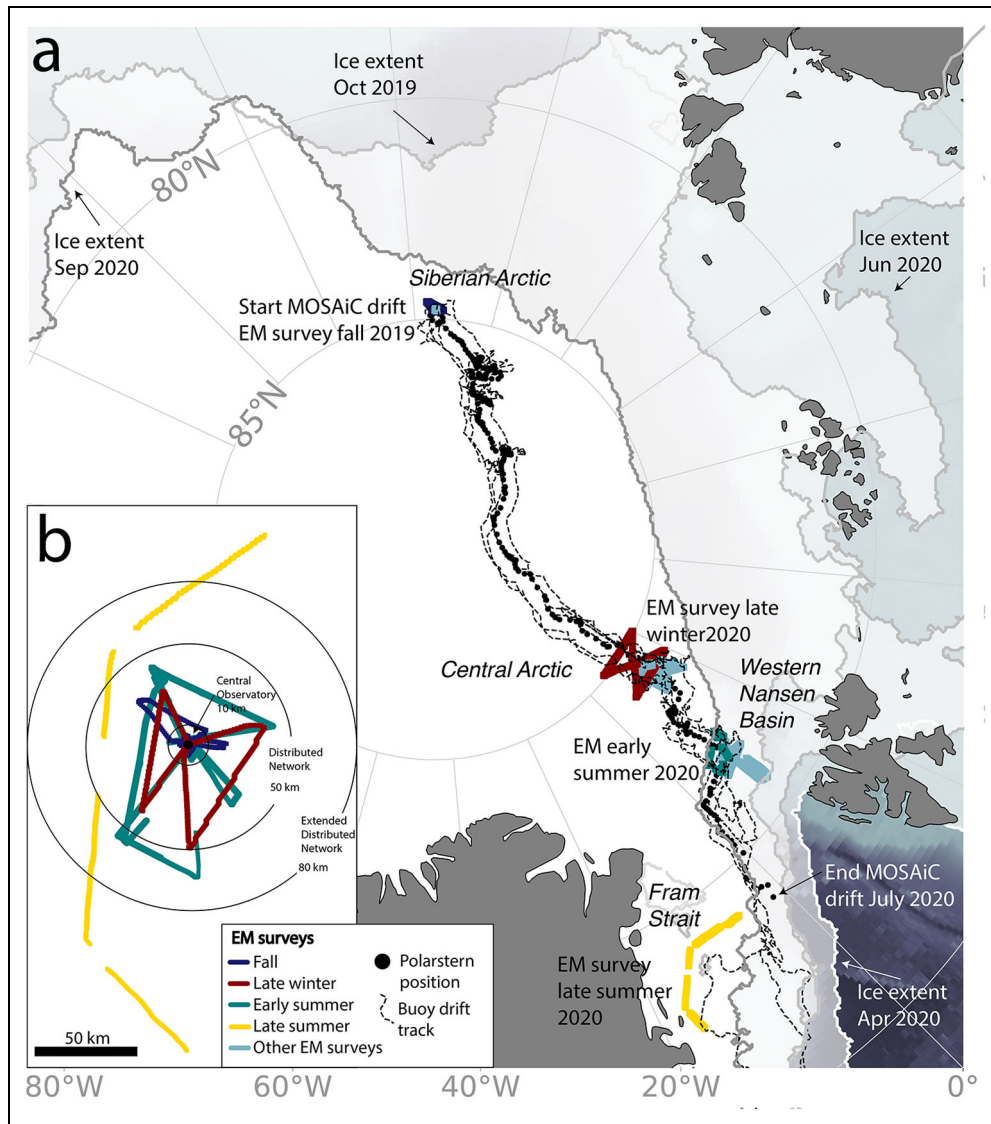 a
Ice extent
Oct 2019
80°N
Ice extent
Sep 2020
Ice extent
Jun 2020
Siberian Arctic
Start MOSAiC drift
EM survey fall 2019
85°N
EM survey late
winter2020
Central Arctic
Western
Nansen
Basin
EM early
summer 2020
End MOSAiC
drift July 2020
Fram
Strait
EM survey
late summer
2020
Ice extent
Apr 2020
b
Central
Observatory
10 km
Distributed
Network
50 km
Extended Distributed
Network
80 km
50 km
EM surveys
Fall
Late winter
Early summer
Late summer
Other EM surveys
Polarstern
position
Buoy drift
track
80°W
60°W
40°W
20°W
0°